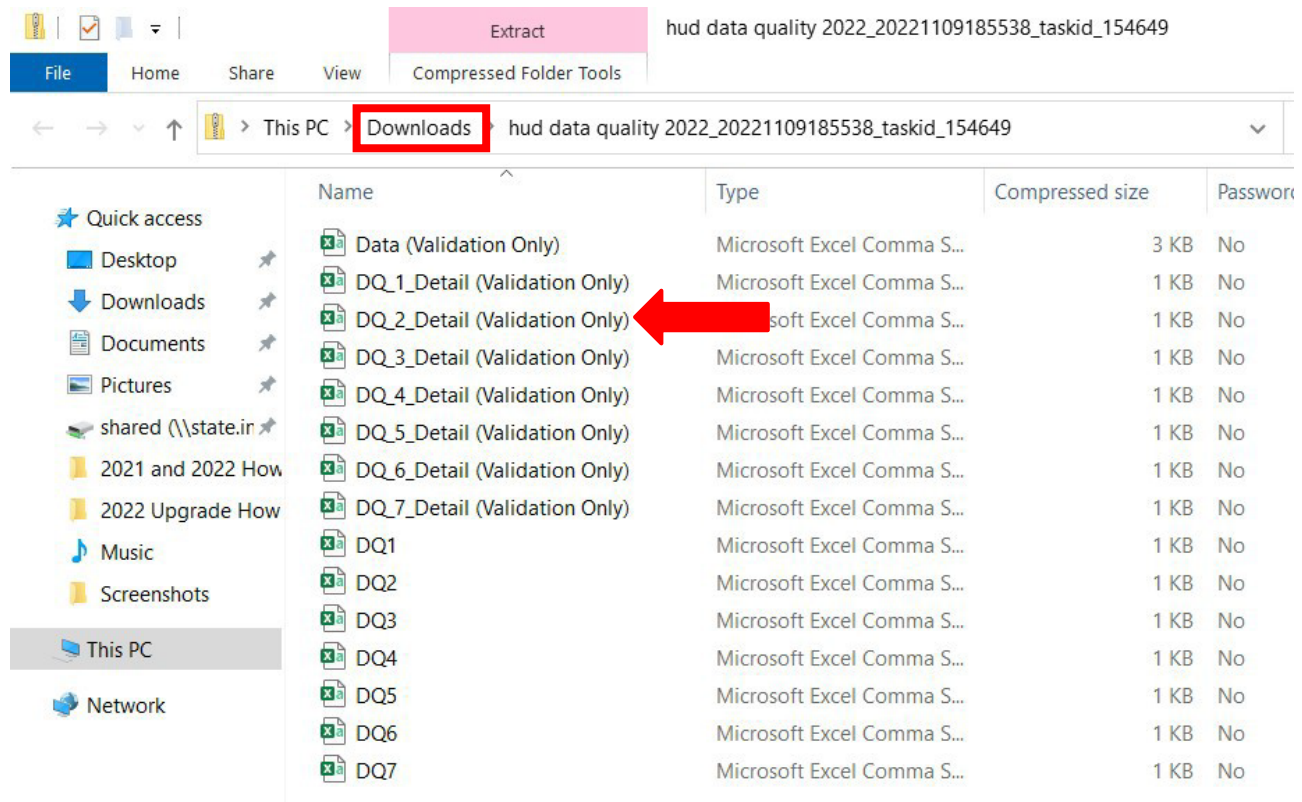 Extract
hud data quality 2022_20221109185538_taskid_154649
File Home Share View Compressed Folder Tools
This PC > Downloads > hud data quality 2022_20221109185538_taskid_154649
Name Type Compressed size Password
Quick access
Desktop
Downloads
Documents
Pictures
shared (\\state.in
2021 and 2022 How
2022 Upgrade How
Music
Screenshots
This PC
Network
Data (Validation Only) Microsoft Excel Comma S... 3 KB No
DQ_1_Detail (Validation Only) Microsoft Excel Comma S... 1 KB No
DQ_2_Detail (Validation Only) soft Excel Comma S... 1 KB No
DQ_3_Detail (Validation Only) Microsoft Excel Comma S... 1 KB No
DQ_4_Detail (Validation Only) Microsoft Excel Comma S... 1 KB No
DQ_5_Detail (Validation Only) Microsoft Excel Comma S... 1 KB No
DQ_6_Detail (Validation Only) Microsoft Excel Comma S... 1 KB No
DQ_7_Detail (Validation Only) Microsoft Excel Comma S... 1 KB No
DQ1 Microsoft Excel Comma S... 1 KB No
DQ2 Microsoft Excel Comma S... 1 KB No
DQ3 Microsoft Excel Comma S... 1 KB No
DQ4 Microsoft Excel Comma S... 1 KB No
DQ5 Microsoft Excel Comma S... 1 KB No
DQ6 Microsoft Excel Comma S... 1 KB No
DQ7 Microsoft Excel Comma S... 1 KB No